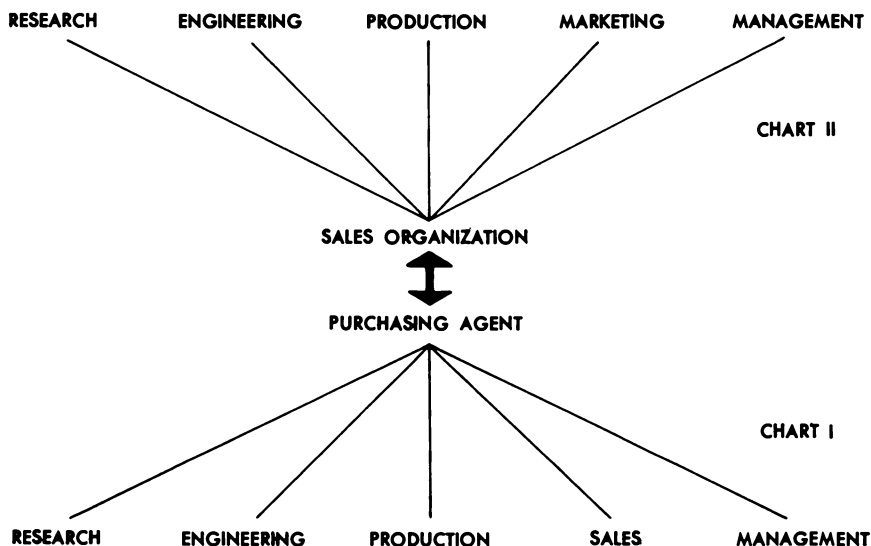 RESEARCH ENGINEERING PRODUCTION MARKETING MANAGEMENT
CHART II
SALES ORGANIZATION
PURCHASING AGENT
CHART I
RESEARCH ENGINEERING PRODUCTION SALES MANAGEMENT